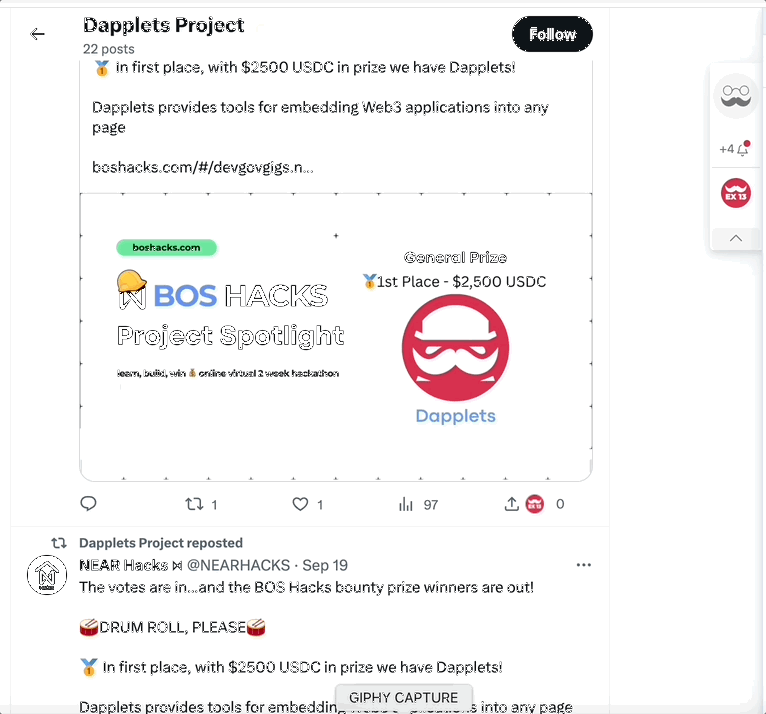 Dapplets Project
22 posts
Follow
🥇 In first place, with $2500 USDC in prize we have Dapplets!
Dapplets provides tools for embedding Web3 applications into any
page
boshacks.com/#/devgovgigs.n...
+4
EX 13
boshacks.com
BOS HACKS
Project Spotlight
learn, build, win 💰 online virtual 2 week hackathon
General Prize
🥇1st Place - $2,500 USDC
Dapplets
1
1
97
EX 13
0
Dapplets Project reposted
NEAR Hacks @NEARHACKS · Sep 19
The votes are in...and the BOS Hacks bounty prize winners are out!
🥁DRUM ROLL, PLEASE🥁
🥇 In first place, with $2500 USDC in prize we have Dapplets!
Dapplets provides tools for embedding into any page
GIPHY CAPTURE